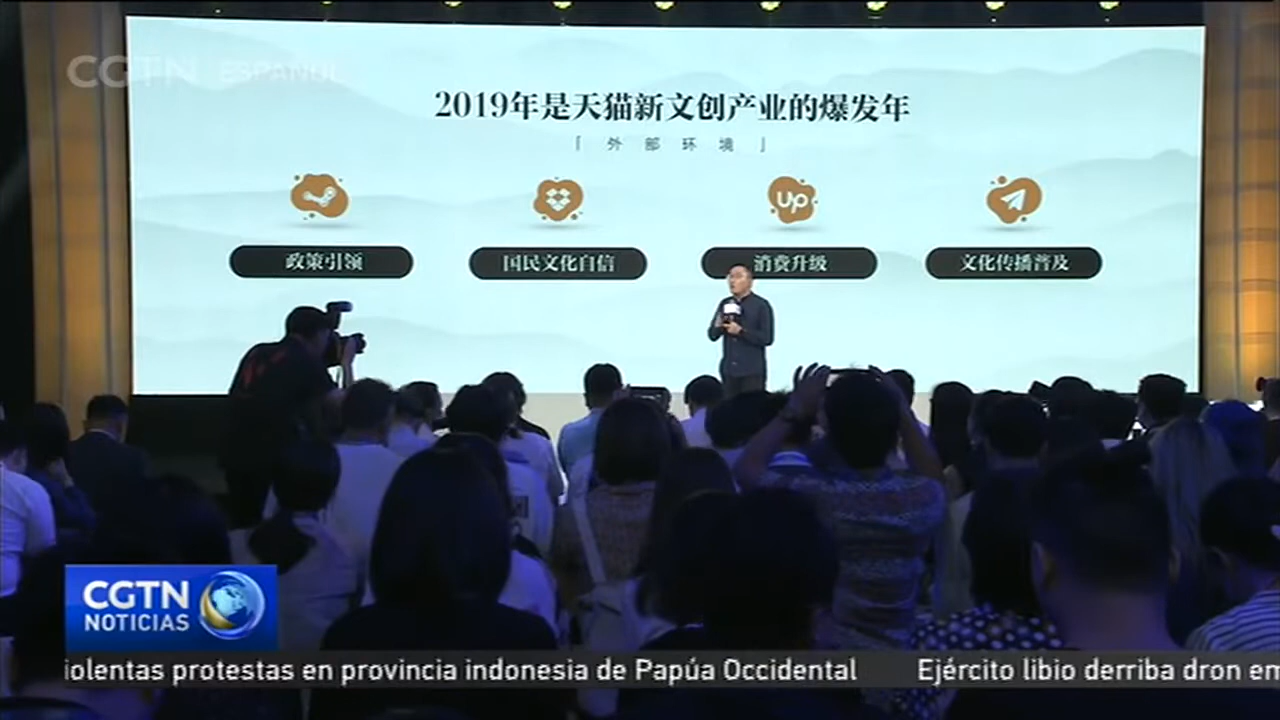 CGTN ESPAÑOL
2019年是天猫新文创产业的爆发年
「 外部环境 」
Up
政策引领
国民文化自信
消费升级
文化传播普及
CGTN
NOTICIAS
iolentas protestas en provincia indonesia de Papúa Occidental Ejército libio derriba dron em